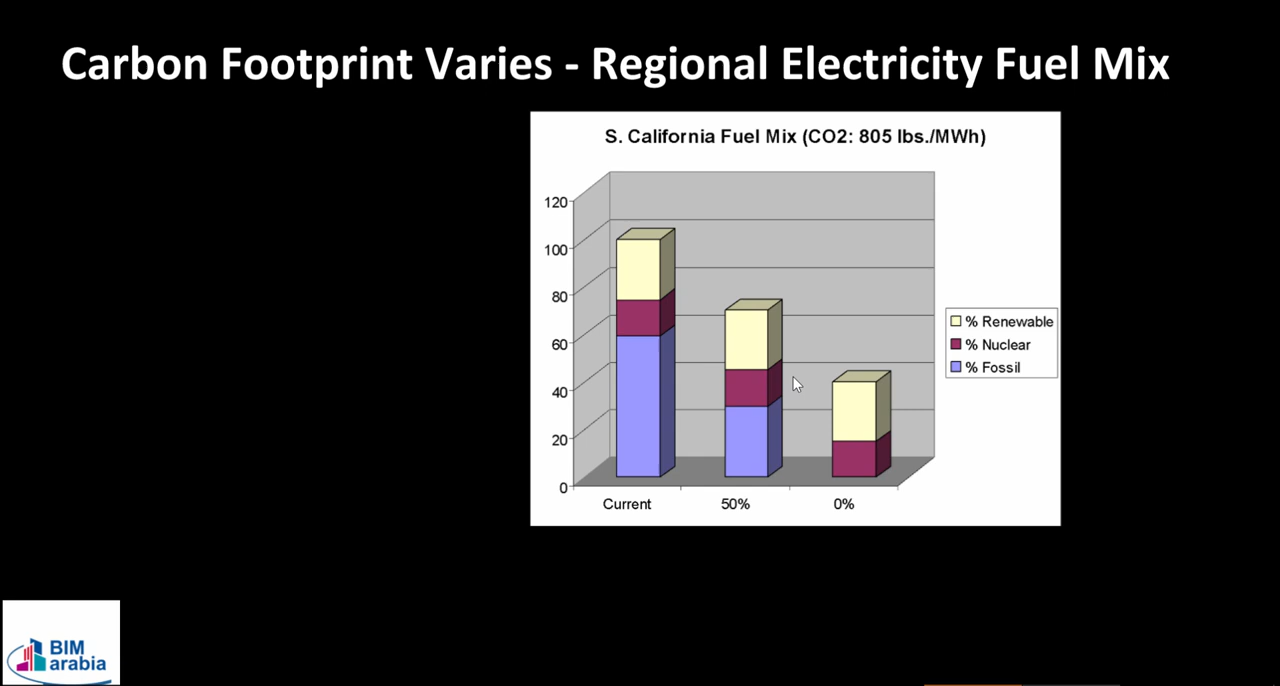 Carbon Footprint Varies - Regional Electricity Fuel Mix
S. California Fuel Mix (CO2: 805 lbs./MWh)
120
100
80
60
40
20
0
Current
50%
0%
% Renewable
% Nuclear
% Fossil
BIM
arabia